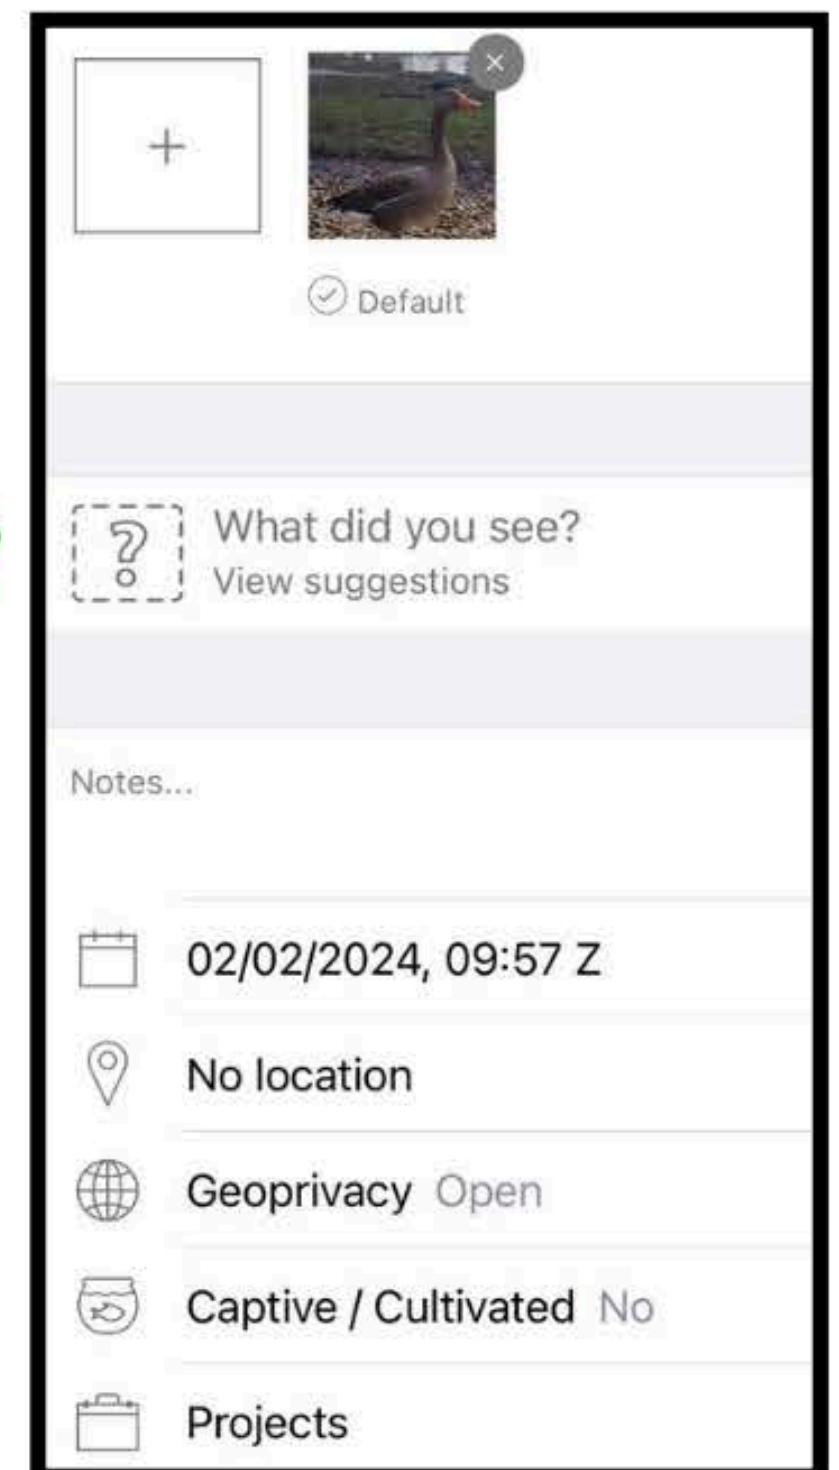 Default
What did you see?
View suggestions
Notes...
02/02/2024, 09:57 Z
No location
Geoprivacy Open
Captive / Cultivated No
Projects